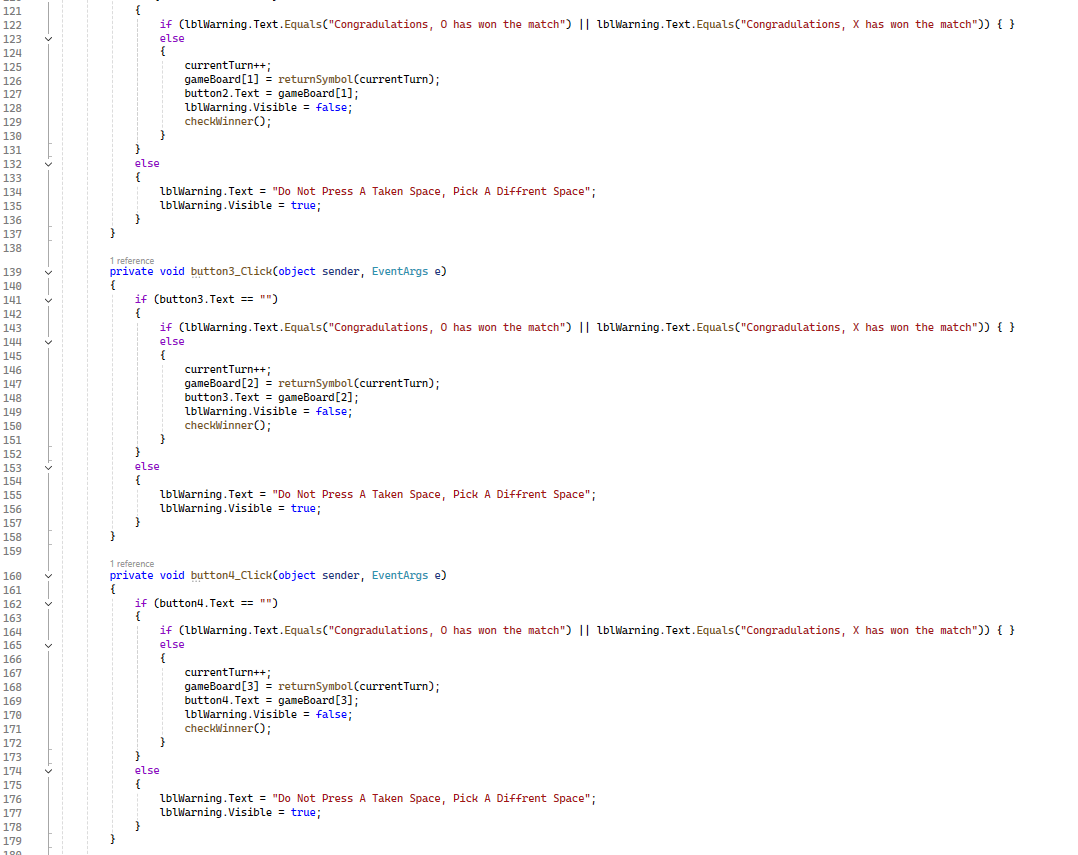 121 {
122 if (lblWarning.Text.Equals("Congradulations, O has won the match") || lblWarning.Text.Equals("Congradulations, X has won the match")) { }
123 else
124 {
125 currentTurn++;
126 gameBoard[1] = returnSymbol(currentTurn);
127 button2.Text = gameBoard[1];
128 lblWarning.Visible = false;
129 checkWinner();
130 }
131 }
132 else
133 {
134 lblWarning.Text = "Do Not Press A Taken Space, Pick A Diffrent Space";
135 lblWarning.Visible = true;
136 }
137 }
138
1 reference
139 private void button3_Click(object sender, EventArgs e)
140 {
141 if (button3.Text == "")
142 {
143 if (lblWarning.Text.Equals("Congradulations, O has won the match") || lblWarning.Text.Equals("Congradulations, X has won the match")) { }
144 else
145 {
146 currentTurn++;
147 gameBoard[2] = returnSymbol(currentTurn);
148 button3.Text = gameBoard[2];
149 lblWarning.Visible = false;
150 checkWinner();
151 }
152 }
153 else
154 {
155 lblWarning.Text = "Do Not Press A Taken Space, Pick A Diffrent Space";
156 lblWarning.Visible = true;
157 }
158 }
159
1 reference
160 private void button4_Click(object sender, EventArgs e)
161 {
162 if (button4.Text == "")
163 {
164 if (lblWarning.Text.Equals("Congradulations, O has won the match") || lblWarning.Text.Equals("Congradulations, X has won the match")) { }
165 else
166 {
167 currentTurn++;
168 gameBoard[3] = returnSymbol(currentTurn);
169 button4.Text = gameBoard[3];
170 lblWarning.Visible = false;
171 checkWinner();
172 }
173 }
174 else
175 {
176 lblWarning.Text = "Do Not Press A Taken Space, Pick A Diffrent Space";
177 lblWarning.Visible = true;
178 }
179 }